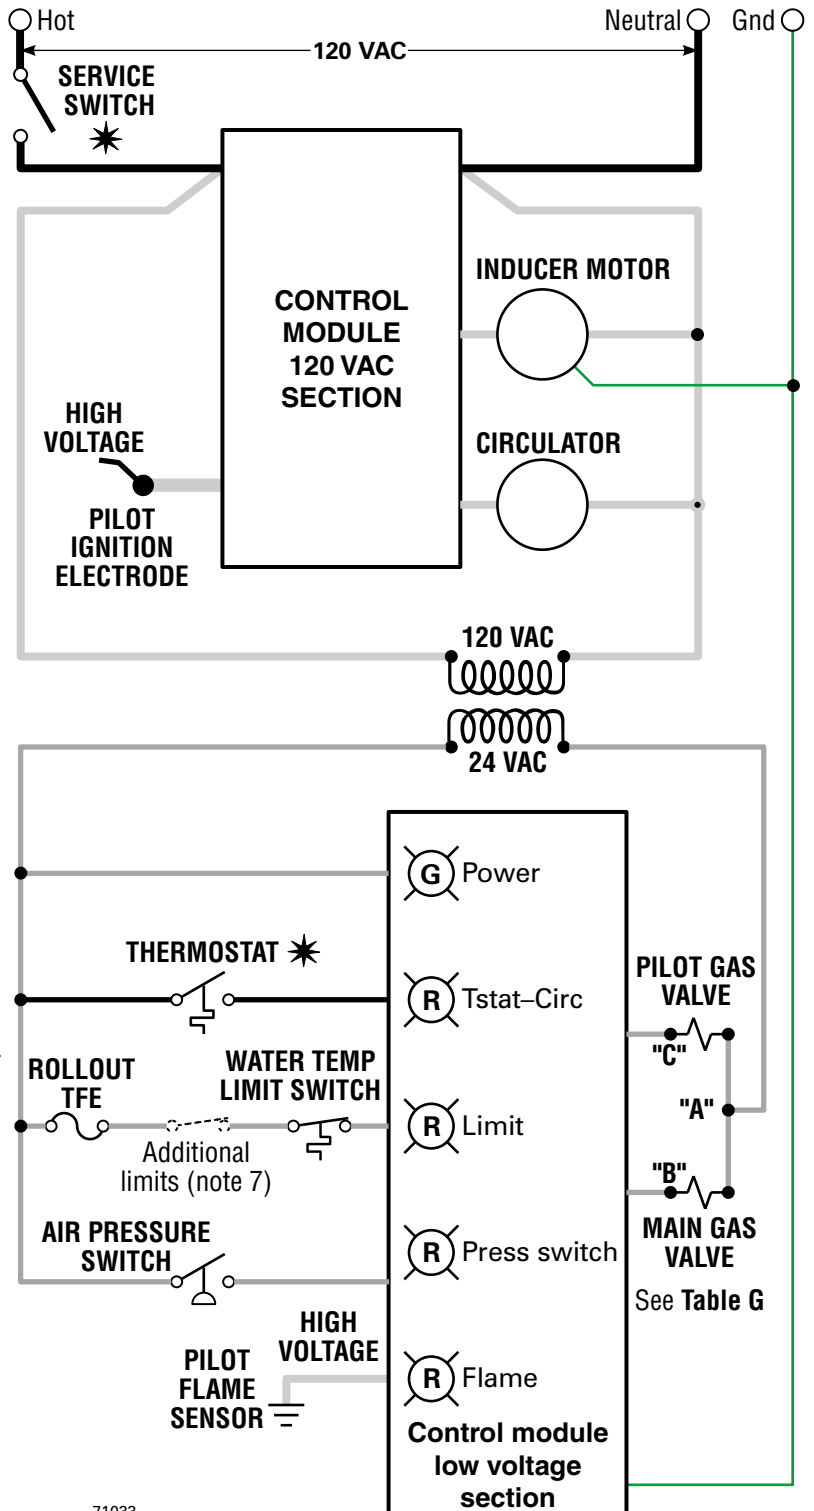 Hot
Neutral
Gnd
120 VAC
SERVICE
SWITCH
CONTROL
MODULE
120 VAC
SECTION
INDUCER MOTOR
HIGH
VOLTAGE
CIRCULATOR
PILOT
IGNITION
ELECTRODE
120 VAC
24 VAC
G Power
THERMOSTAT
R Tstat–Circ
PILOT GAS
VALVE
"C"
ROLLOUT
TFE
WATER TEMP
LIMIT SWITCH
"A"
R Limit
Additional
limits (note 7)
"B"
MAIN GAS
VALVE
See Table G
AIR PRESSURE
SWITCH
R Press switch
HIGH
VOLTAGE
PILOT
FLAME
SENSOR
R Flame
Control module
low voltage
section